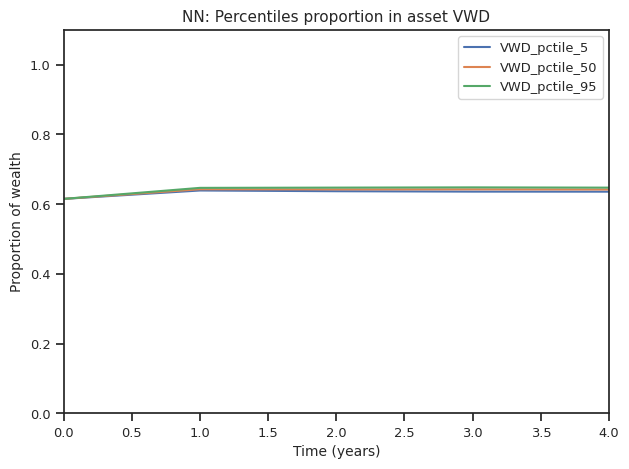 NN: Percentiles proportion in asset VWD
VWD_pctile_5
VWD_pctile_50
VWD_pctile_95
Proportion of wealth
1.0
0.8
0.6
0.4
0.2
0.0
0.0 0.5 1.0 1.5 2.0 2.5 3.0 3.5 4.0
Time (years)